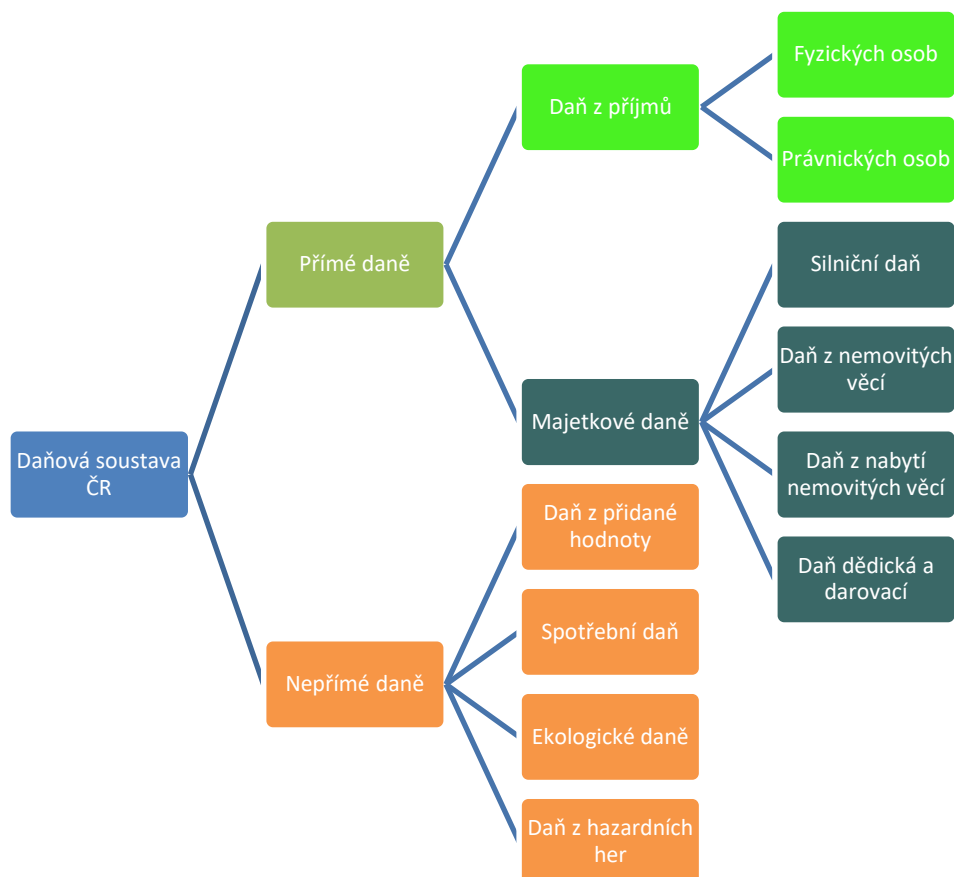 Daňová soustava
ČR
Přímé daně
Daň z příjmů
Fyzických osob
Právnických osob
Majetkové daně
Silniční daň
Daň z nemovitých
věcí
Daň z nabytí
nemovitých věcí
Daň dědická a
darovací
Nepřímé daně
Daň z přidané
hodnoty
Spotřební daň
Ekologické daně
Daň z hazardních
her